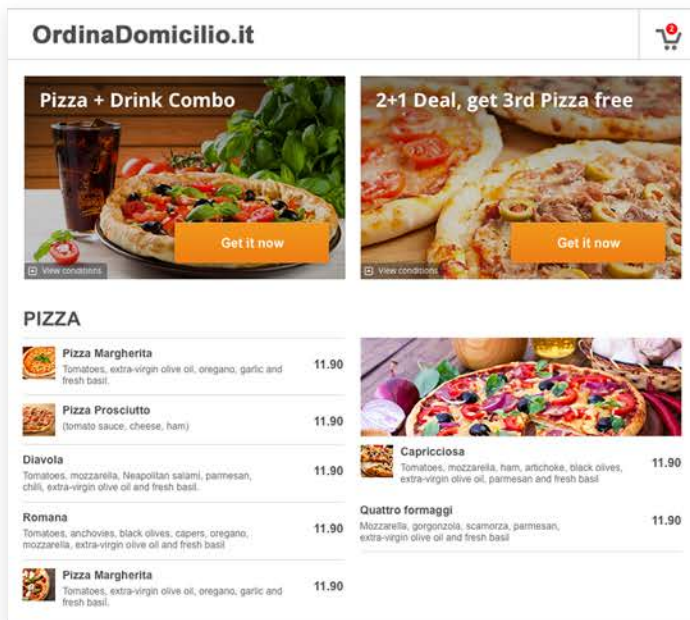 OrdinaDomicilio.it
2
Pizza + Drink Combo
Get it now
View conditions
2+1 Deal, get 3rd Pizza free
Get it now
View conditions
PIZZA
Pizza Margherita
11.90
Tomatoes, extra-virgin olive oil, oregano, garlic and
fresh basil.
Pizza Prosciutto
11.90
(tomato sauce, cheese, ham)
Diavola
11.90
Tomatoes, mozzarella, Neapolitan salami, parmesan,
chilli, extra-virgin olive oil and fresh basil.
Romana
11.90
Tomatoes, anchovies, black olives, capers, oregano,
mozzarella, extra-virgin olive oil and fresh basil
Pizza Margherita
11.90
Tomatoes, extra-virgin olive oil, oregano, garlic and
fresh basil.
Capricciosa
11.90
Tomatoes, mozzarella, ham, artichoke, black olives,
extra-virgin olive oil, parmesan and fresh basil
Quattro formaggi
11.90
Mozzarella, gorgonzola, scamorza, parmesan,
extra-virgin olive oil and fresh basil